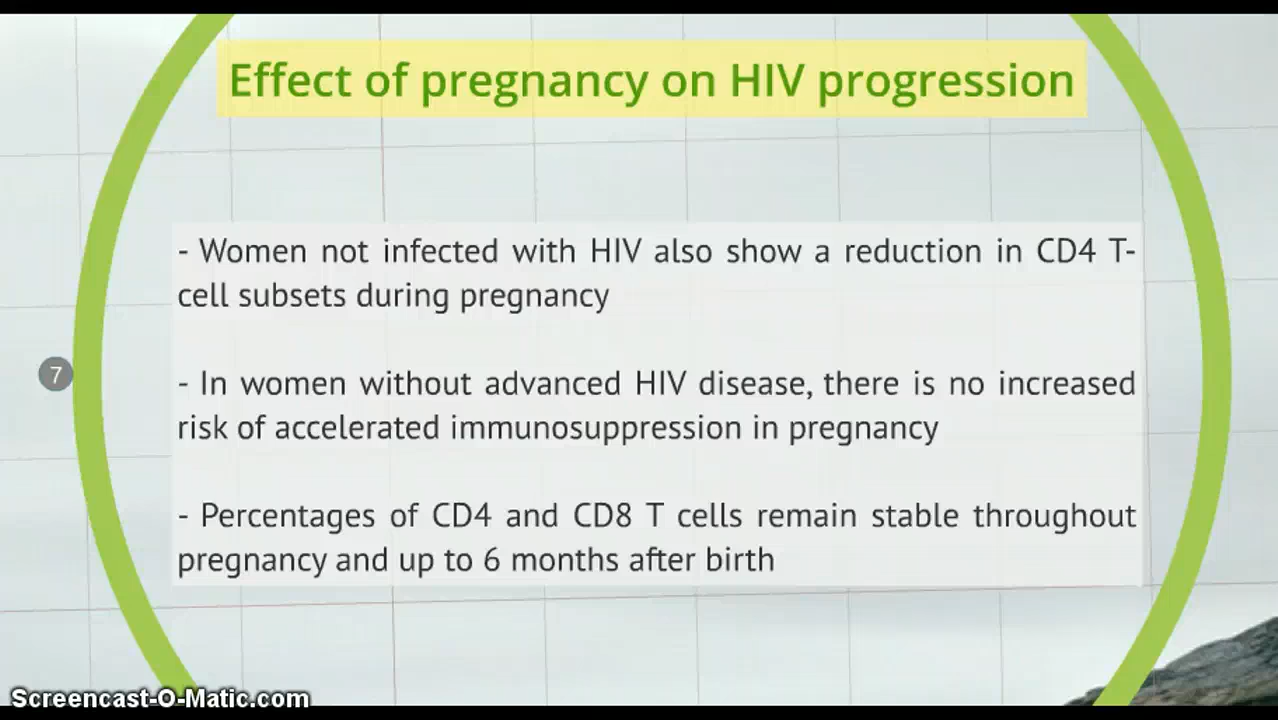 Effect of pregnancy on HIV progression
- Women not infected with HIV also show a reduction in CD4 T-
cell subsets during pregnancy
7
- In women without advanced HIV disease, there is no increased
risk of accelerated immunosuppression in pregnancy
- Percentages of CD4 and CD8 T cells remain stable throughout
pregnancy and up to 6 months after birth
Screencast-O-Matic.com